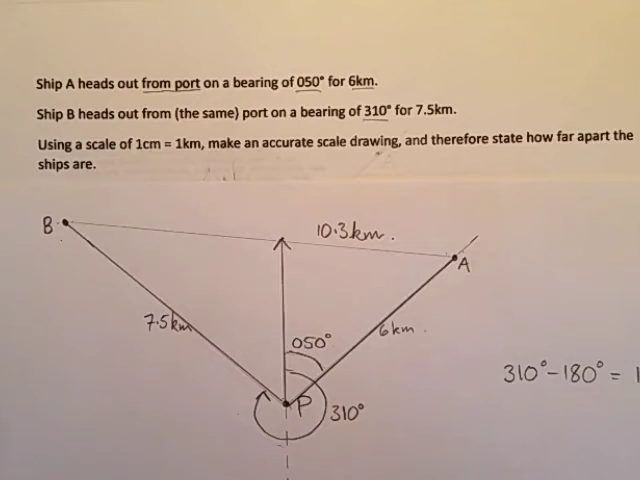 Ship A heads out from port on a bearing of 050° for 6km.
Ship B heads out from (the same) port on a bearing of 310° for 7.5km.
Using a scale of 1cm = 1km, make an accurate scale drawing, and therefore state how far apart the
ships are.
B
10.3km.
A
7.5km
050°
6km.
310°-180° = 1
P
310°